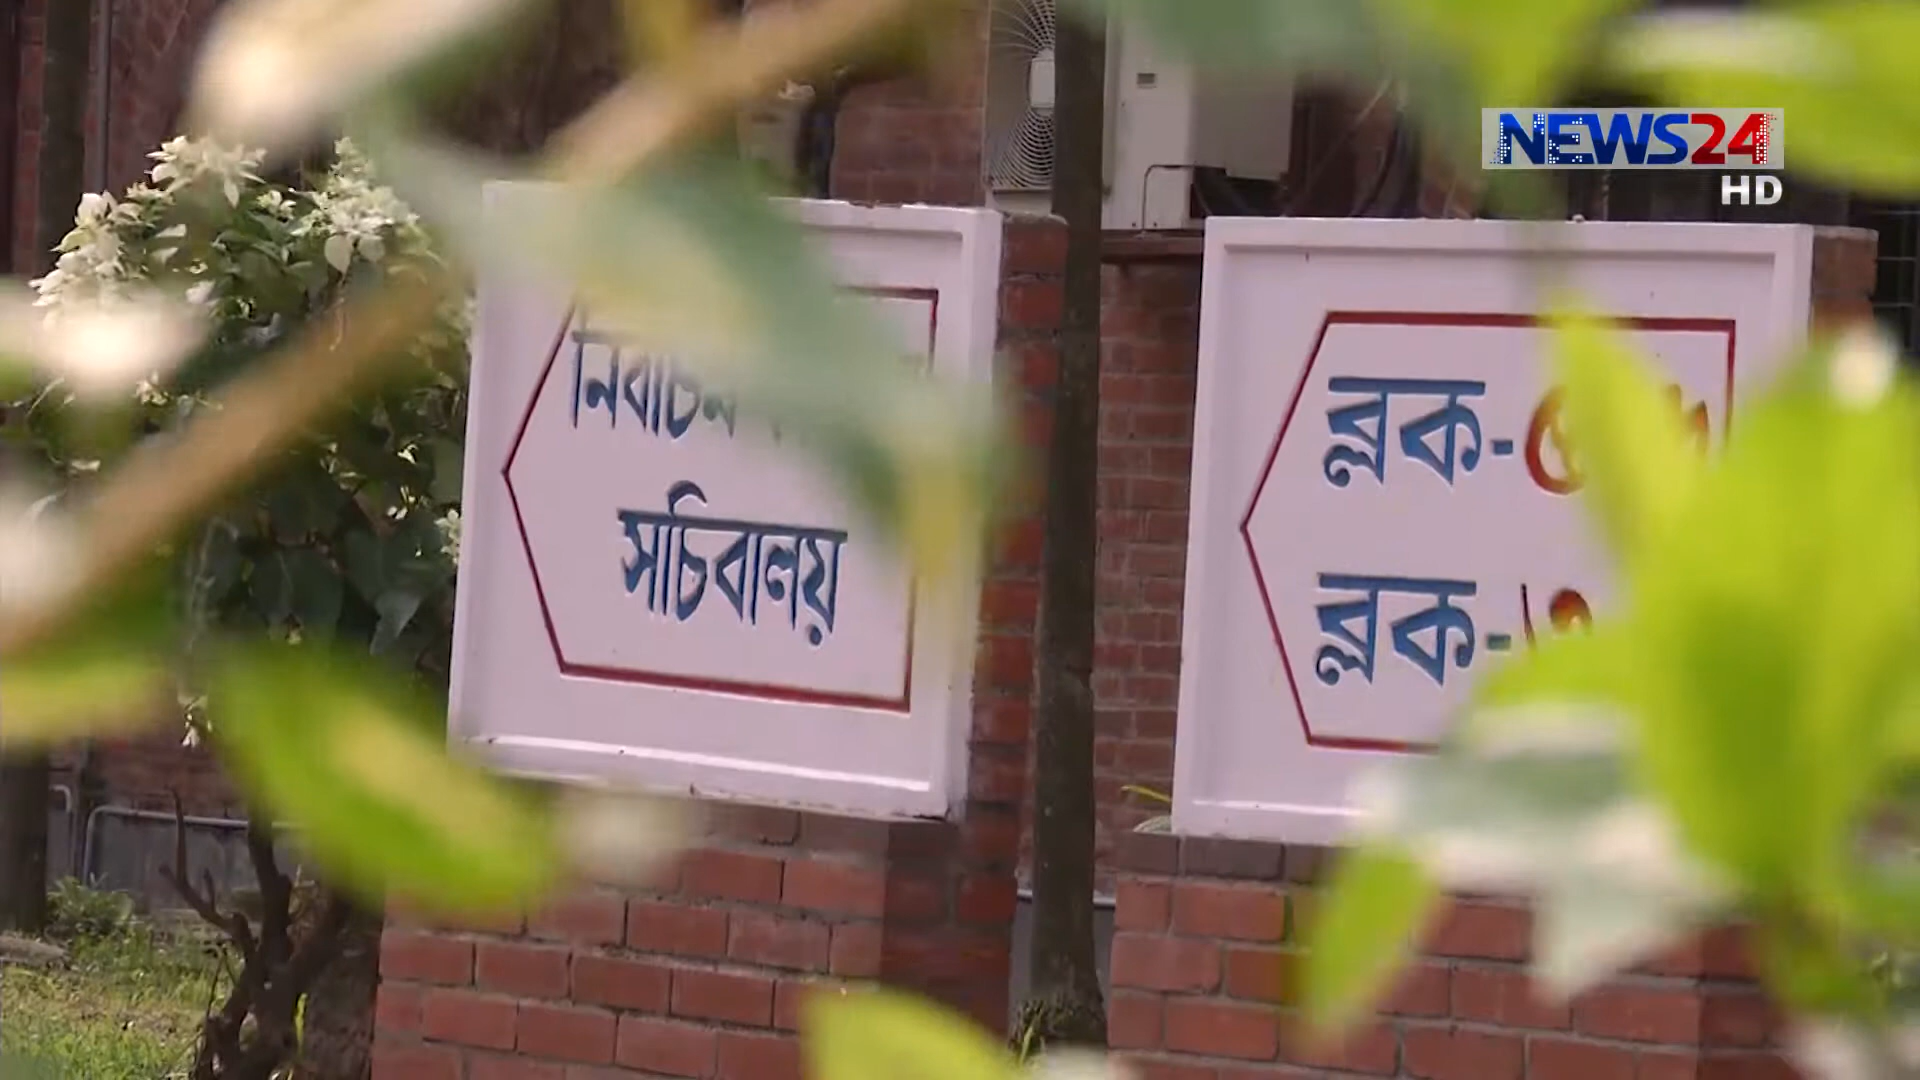 NEWS24
HD
নির্বাচন
সচিবালয়
ব্লক-
ব্লক-